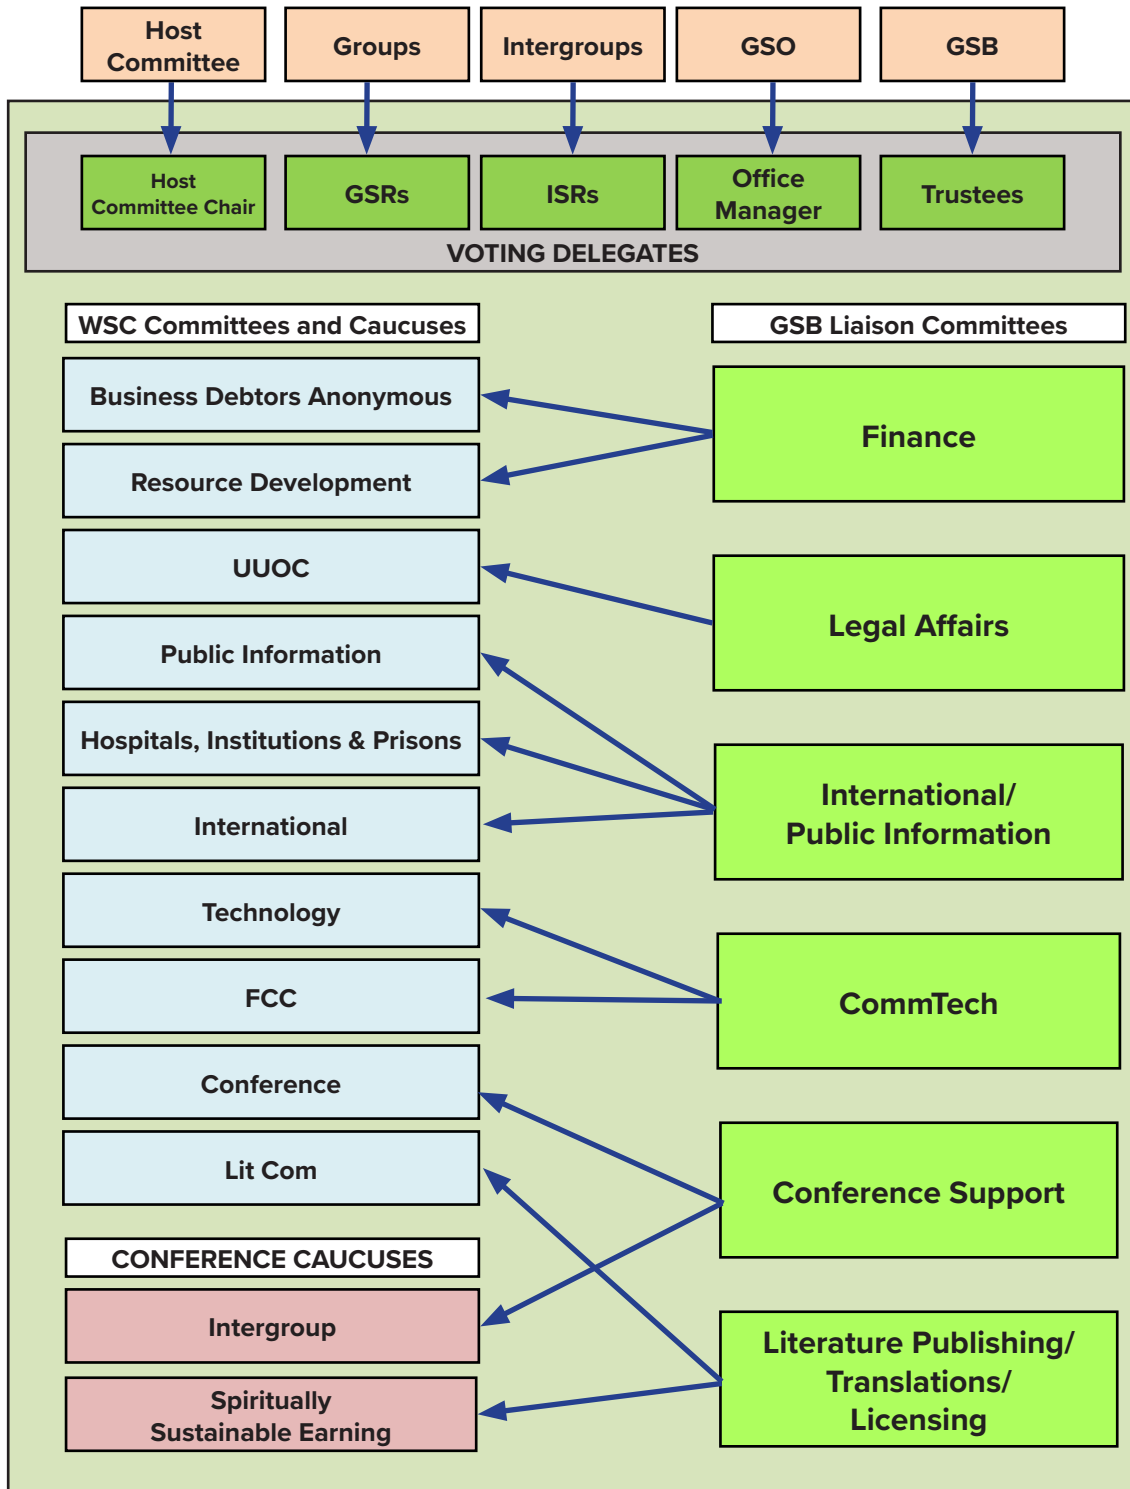 Host
Committee
Groups
Intergroups
GSO
GSB
Host
Committee Chair
GSRs
ISRs
Office
Manager
Trustees
VOTING DELEGATES
WSC Committees and Caucuses
Business Debtors Anonymous
Resource Development
UUOC
Public Information
Hospitals, Institutions & Prisons
International
Technology
FCC
Conference
Lit Com
CONFERENCE CAUCUSES
Intergroup
Spiritually
Sustainable Earning
GSB Liaison Committees
Finance
Legal Affairs
International/
Public Information
CommTech
Conference Support
Literature Publishing/
Translations/
Licensing